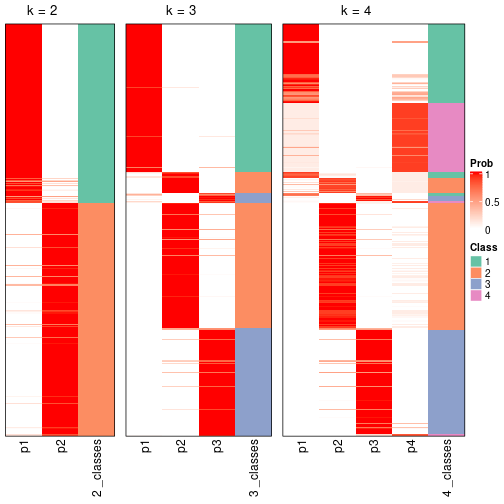 k = 2
k = 3
k = 4
p1
p2
2_classes
p1
p2
p3
3_classes
p1
p2
p3
p4
4_classes
Prob
1
0.5
0
Class
1
2
3
4